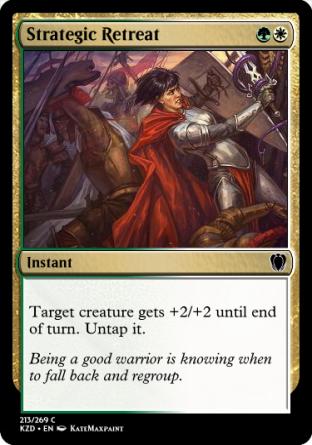 Strategic Retreat
Instant
Target creature gets +2/+2 until end
of turn. Untap it.
Being a good warrior is knowing when
to fall back and regroup.
213/269 C
KZD • EN KateMaxpaint